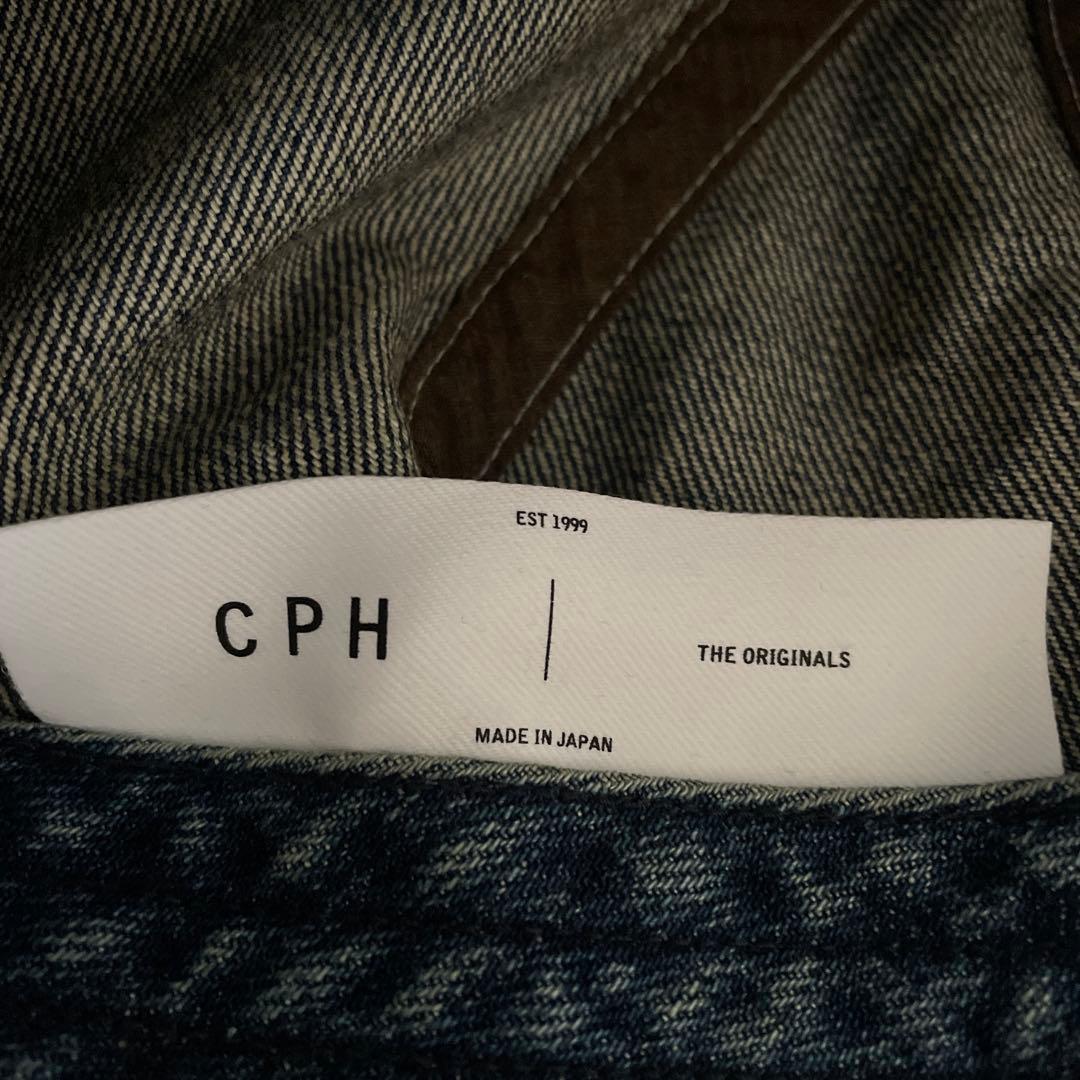 EST 1999
CPH
THE ORIGINALS
MADE IN JAPAN